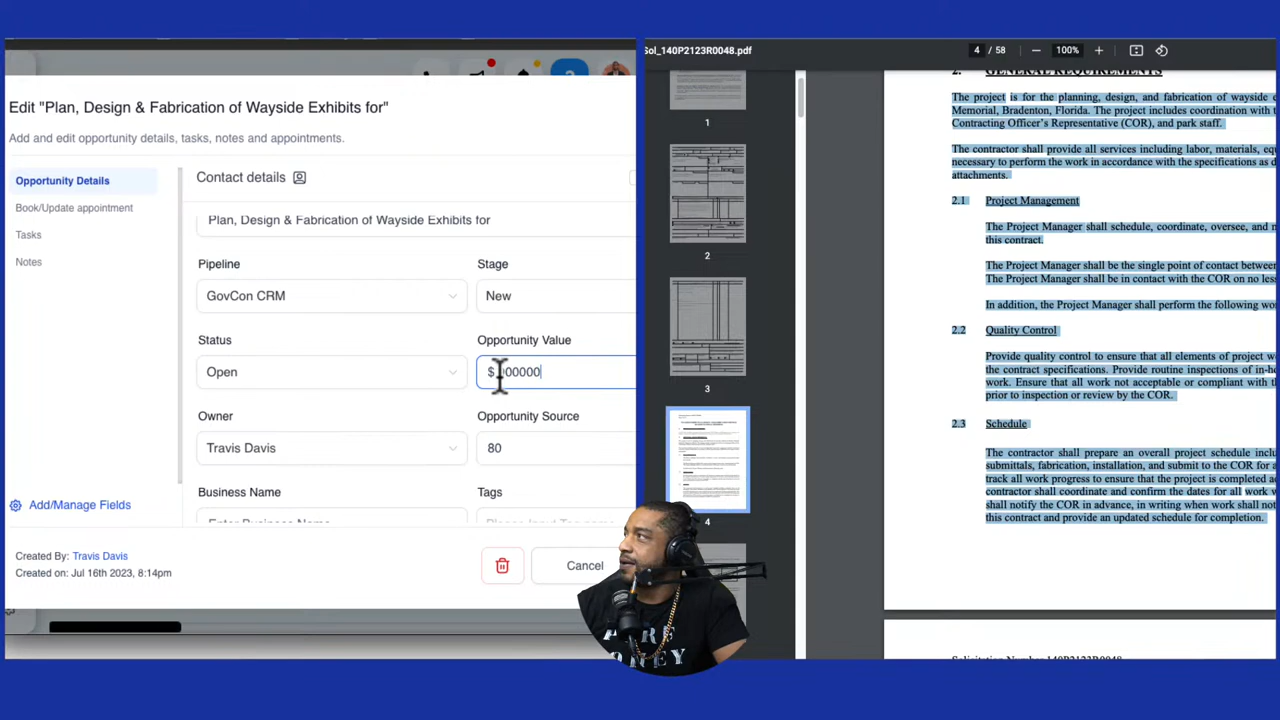 Edit "Plan, Design & Fabrication of Wayside Exhibits for"
Add and edit opportunity details, tasks, notes and appointments.
Opportunity Details
Book/Update appointment
Tasks
Notes
Add/Manage Fields
Contact details
Plan, Design & Fabrication of Wayside Exhibits for
Pipeline
Stage
GovCon CRM
New
Status
Opportunity Value
Open
Owner
Opportunity Source
Travis Davis
80
Business Name
Tags
Created By: Travis Davis
Created on: Jul 16th 2023, 8:14pm
Cancel
Sol_140P2123R0048.pdf
4 / 58
100%
1
2
3
4
2. GENERAL REQUIREMENTS
The project is for the planning, design, and fabrication of wayside
Memorial, Bradenton, Florida. The project includes coordination with
Contracting Officer's Representative (COR), and park staff.
The contractor shall provide all services including labor, materials,
necessary to perform the work in accordance with the specifications as
attachments.
2.1 Project Management
The Project Manager shall schedule, coordinate, oversee, and
this contract.
The Project Manager shall be the single point of contact between
The Project Manager shall be in contact with the COR on no less
In addition, the Project Manager shall perform the following
2.2 Quality Control
Provide quality control to ensure that all elements of project
the contract specifications. Provide routine inspections of
work. Ensure that all work not acceptable or compliant with
prior to inspection or review by the COR.
2.3 Schedule
The contractor shall prepare an overall project schedule
submittals, fabrication, installation, and submit to the COR for
track all work progress to ensure that the project is completed
contractor shall coordinate and confirm the dates for all work
shall notify the COR in advance, in writing when work shall not
this contract and provide an updated schedule for completion.
Solicitation Number 140P2123R0048